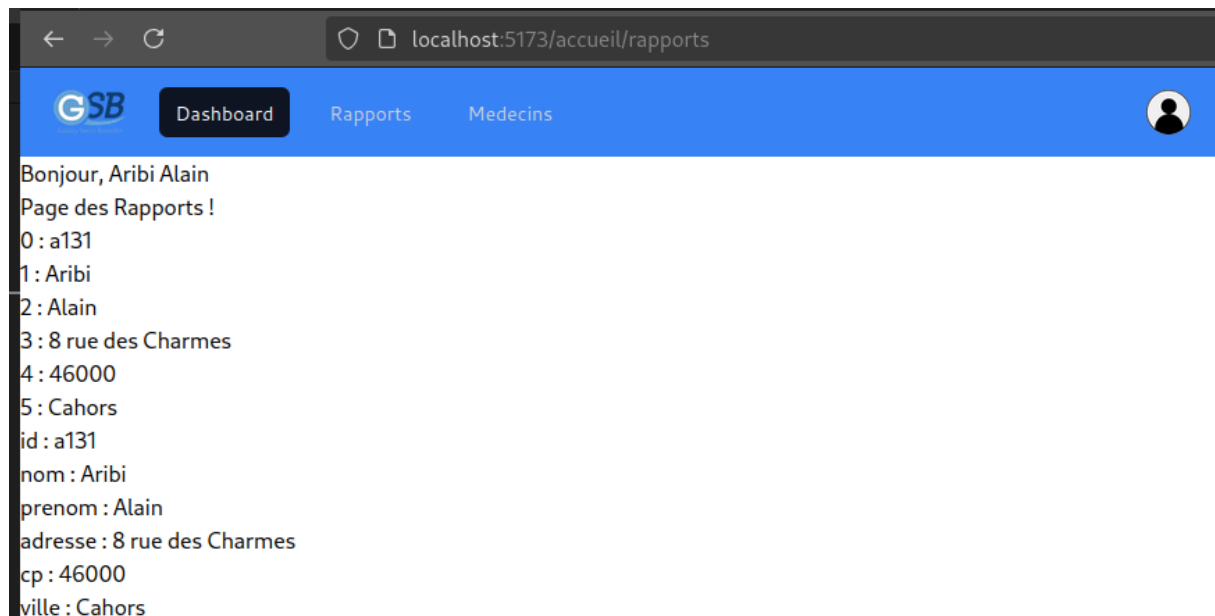 localhost:5173/accueil/rapports
GSB
Dashboard
Rapports
Medecins
Bonjour, Aribi Alain
Page des Rapports !
0 : a131
1 : Aribi
2 : Alain
3 : 8 rue des Charmes
4 : 46000
5 : Cahors
id : a131
nom : Aribi
prenom : Alain
adresse : 8 rue des Charmes
cp : 46000
ville : Cahors